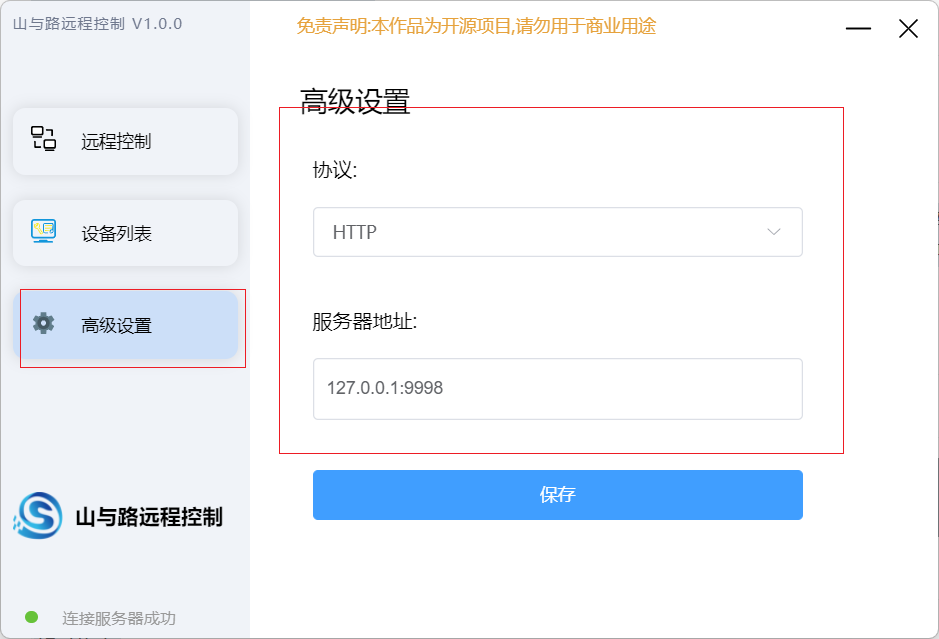 山与路远程控制 V1.0.0
免责声明:本作品为开源项目,请勿用于商业用途
远程控制
设备列表
高级设置
山与路远程控制
连接服务器成功
高级设置
协议:
HTTP
服务器地址:
127.0.0.1:9998
保存